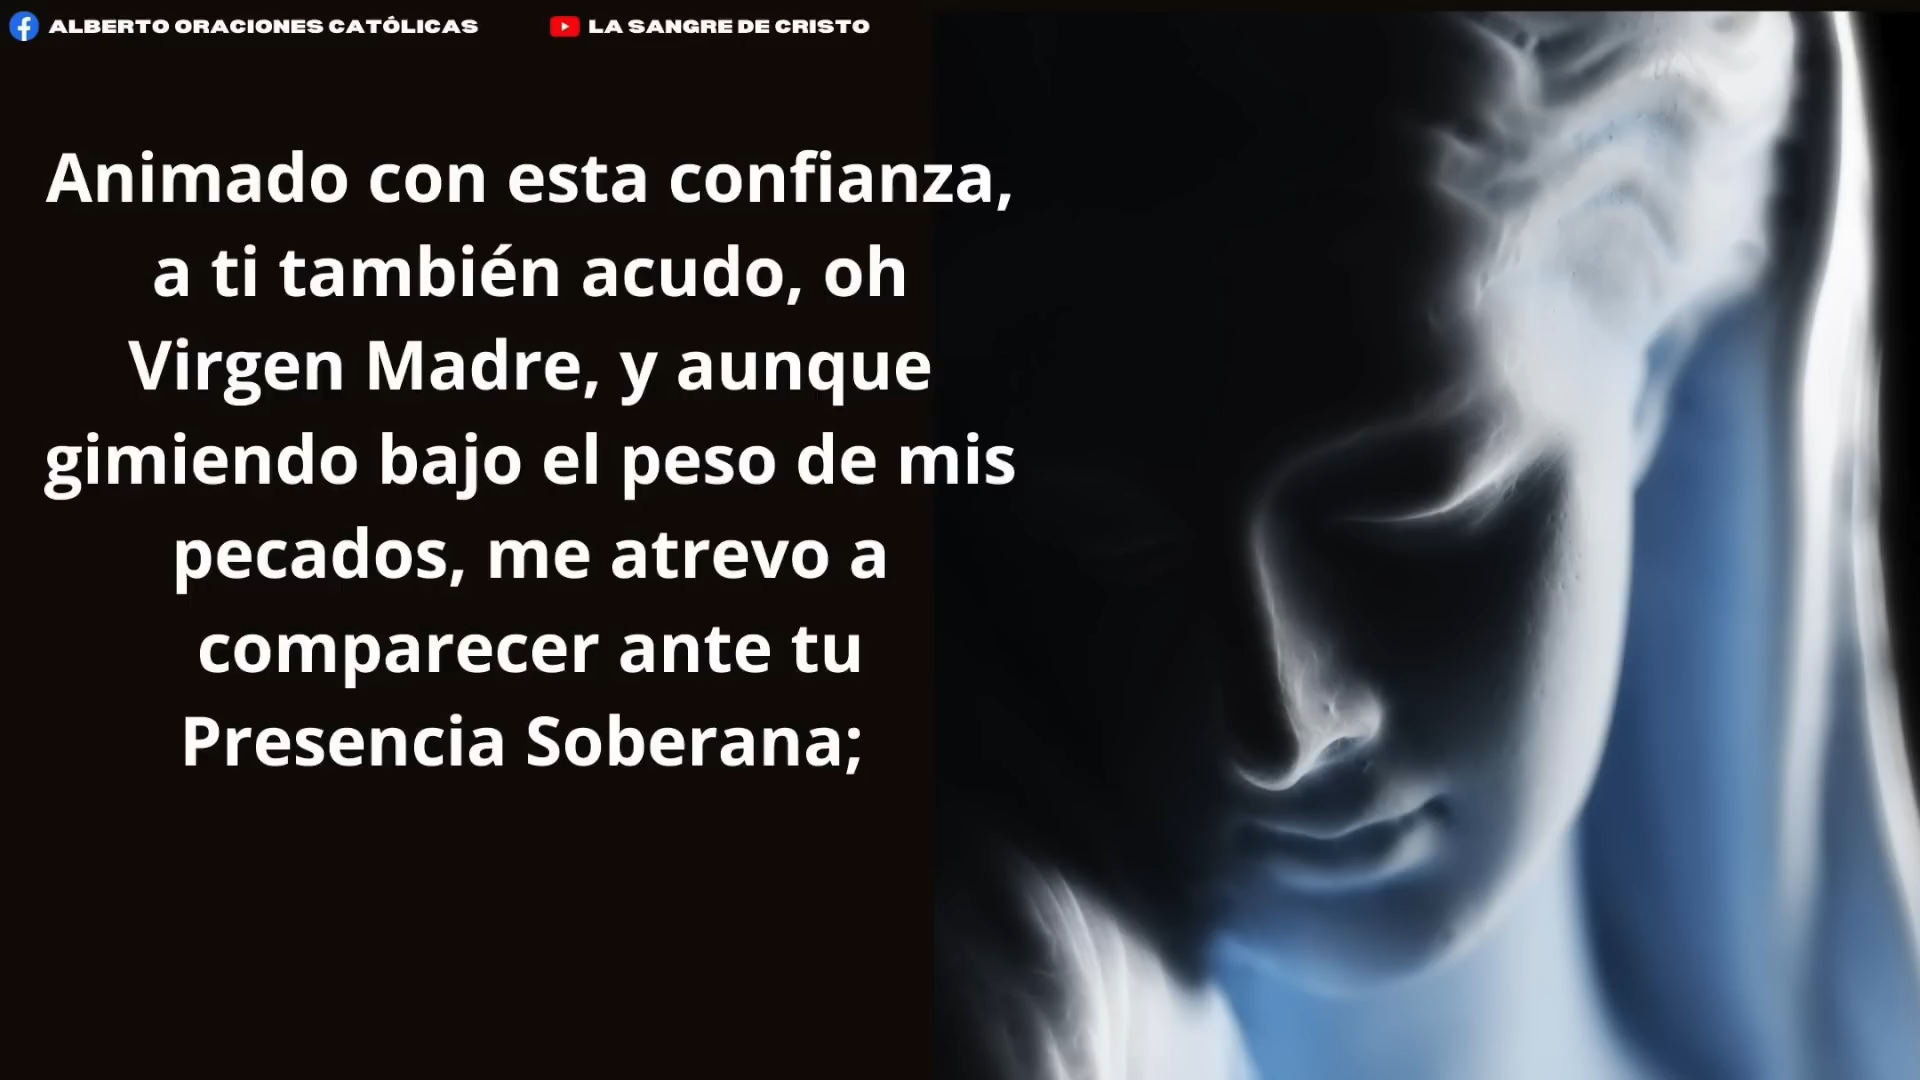 ALBERTO ORACIONES CATÓLICAS LA SANGRE DE CRISTO
Animado con esta confianza,
a ti también acudo, oh
Virgen Madre, y aunque
gimiendo bajo el peso de mis
pecados, me atrevo a
comparecer ante tu
Presencia Soberana;